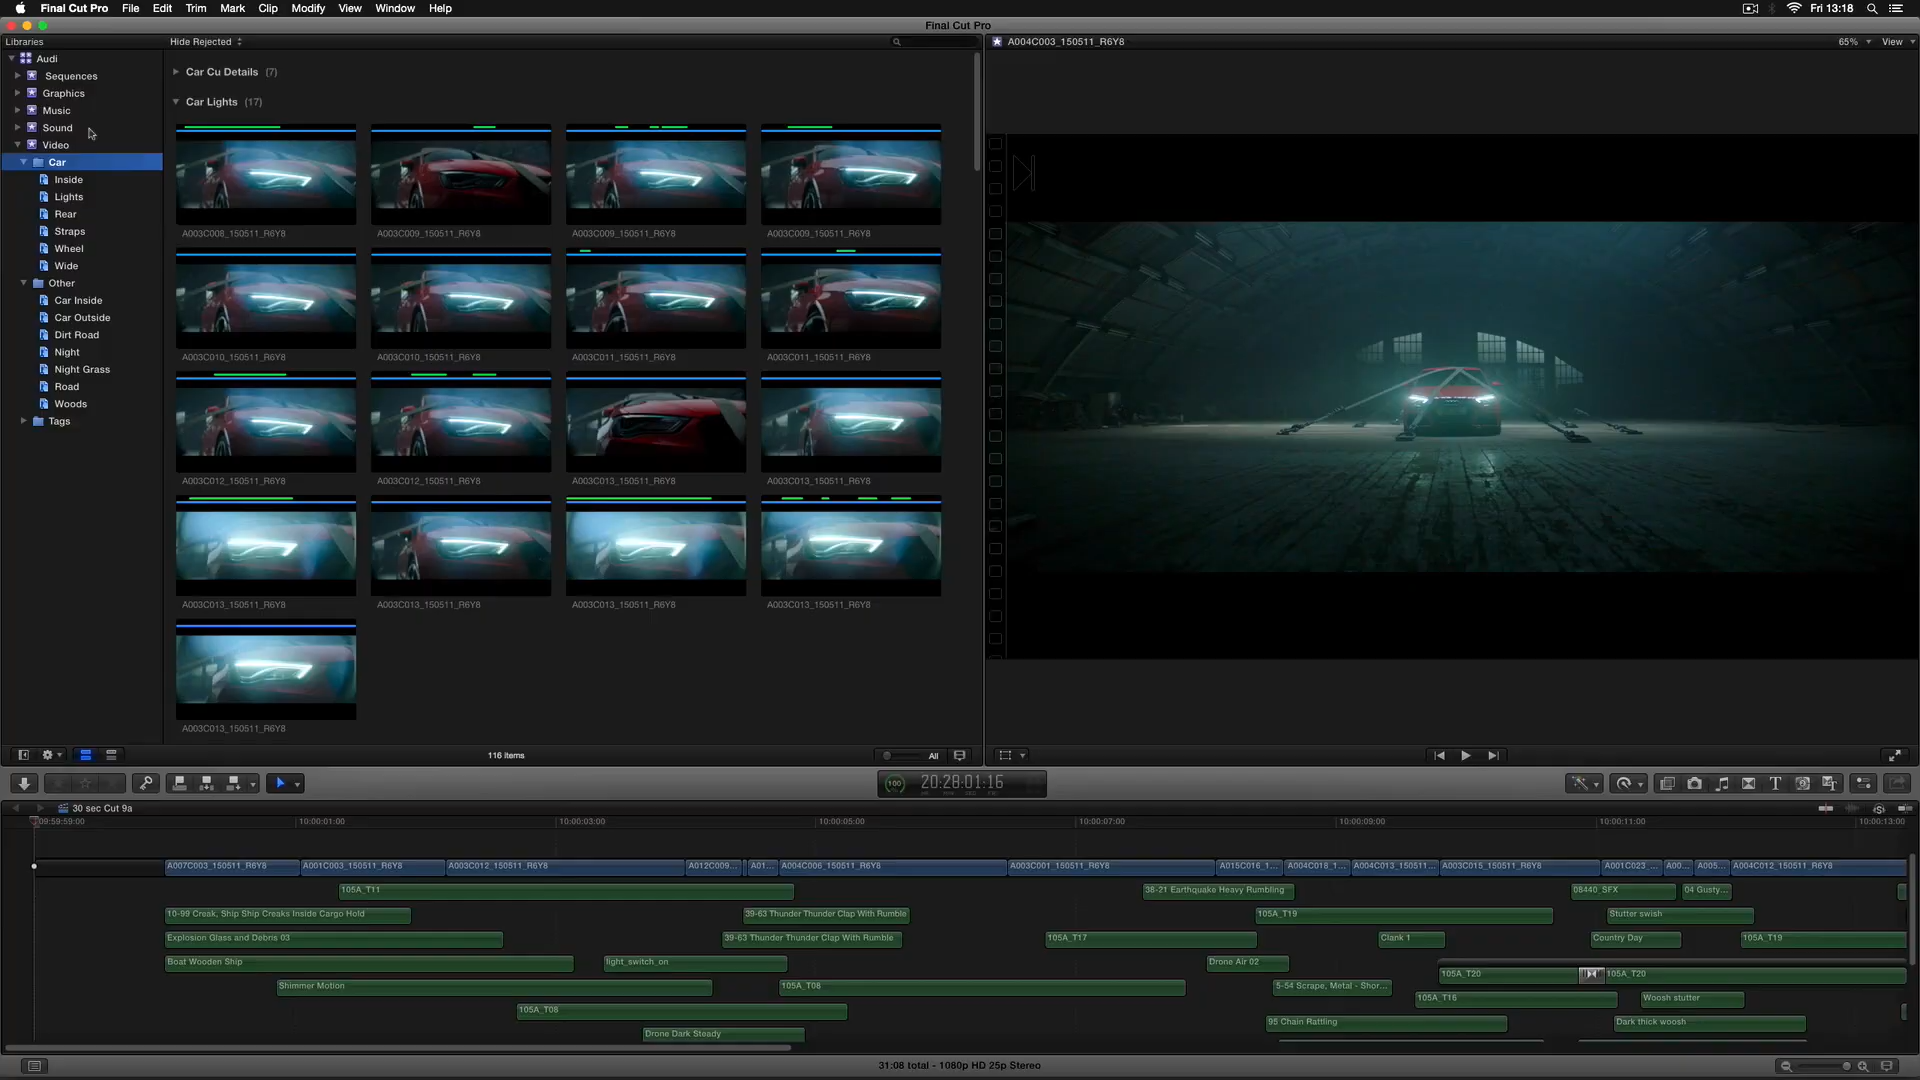 Final Cut Pro File Edit Trim Mark Clip Modify View Window Help Fri 13:18
Final Cut Pro
Libraries Hide Rejected A004C003_150511_R6Y8 65% View
Audi
Sequences
Graphics
Music
Sound
Video
Car
Inside
Lights
Rear
Straps
Wheel
Wide
Other
Car Inside
Car Outside
Dirt Road
Night
Night Grass
Road
Woods
Tags
Car Cu Details (7)
Car Lights (17)
A003C008_150511_R6Y8 A003C009_150511_R6Y8 A003C009_150511_R6Y8 A003C009_150511_R6Y8
A003C010_150511_R6Y8 A003C010_150511_R6Y8 A003C011_150511_R6Y8 A003C011_150511_R6Y8
A003C012_150511_R6Y8 A003C012_150511_R6Y8 A003C013_150511_R6Y8 A003C013_150511_R6Y8
A003C013_150511_R6Y8 A003C013_150511_R6Y8 A003C013_150511_R6Y8 A003C013_150511_R6Y8
A003C013_150511_R6Y8
116 items All
100 20:28:01:16
30 sec Cut 9a
09:59:59:00 10:00:01:00 10:00:03:00 10:00:05:00 10:00:07:00 10:00:09:00 10:00:11:00 10:00:13:00
A007C003_150511_R6Y8 A001C003_150511_R6Y8 A003C012_150511_R6Y8 A012C009... A01... A004C006_150511_R6Y8 A003C001_150511_R6Y8 A015C016_1... A004C018_1... A004C013_150511... A003C015_150511_R6Y8 A001C023_... A00... A005... A004C012_150511_R6Y8
105A_T11 38-21 Earthquake Heavy Rumbling 08440_SFX 04 Gusty...
10-99 Creak, Ship Ship Creaks Inside Cargo Hold 39-63 Thunder Thunder Clap With Rumble 105A_T19 Stutter swish
Explosion Glass and Debris 03 39-63 Thunder Thunder Clap With Rumble 105A_T17 Clank 1 Country Day 105A_T19
Boat Wooden Ship light_switch_on Drone Air 02
105A_T20 105A_T20
Shimmer Motion 105A_T08 5-54 Scrape, Metal - Shor...
105A_T16 Woosh stutter
105A_T08
95 Chain Rattling Dark thick woosh
Drone Dark Steady
31:08 total - 1080p HD 25p Stereo